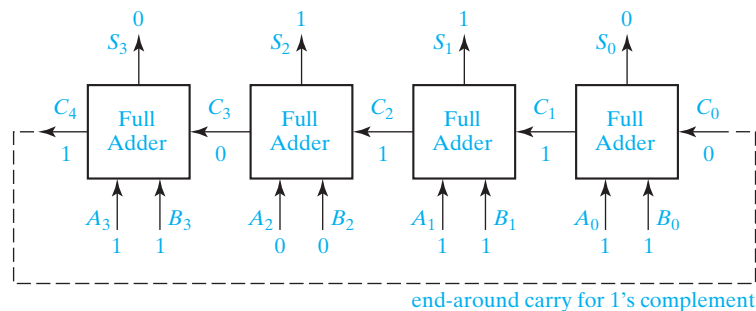 0 1 1 0
S3 S2 S1 S0
C4 Full Adder C3 Full Adder C2 Full Adder C1 Full Adder C0
1 0 1 1 0
A3 B3 A2 B2 A1 B1 A0 B0
1 1 0 0 1 1 1 1
end-around carry for 1's complement